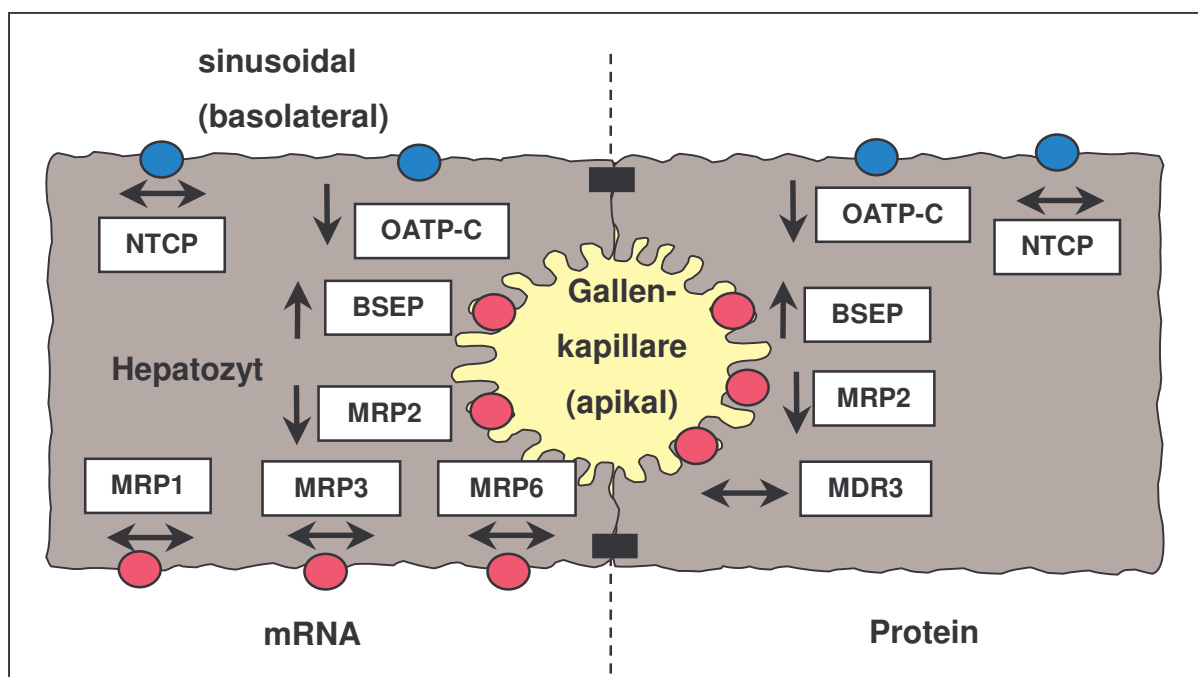 sinusoidal
(basolateral)
NTCP
OATP-C
BSEP
Hepatozyt
MRP2
MRP1
MRP3
MRP6
mRNA
Gallen-
kapillare
(apikal)
OATP-C
NTCP
BSEP
MRP2
MDR3
Protein